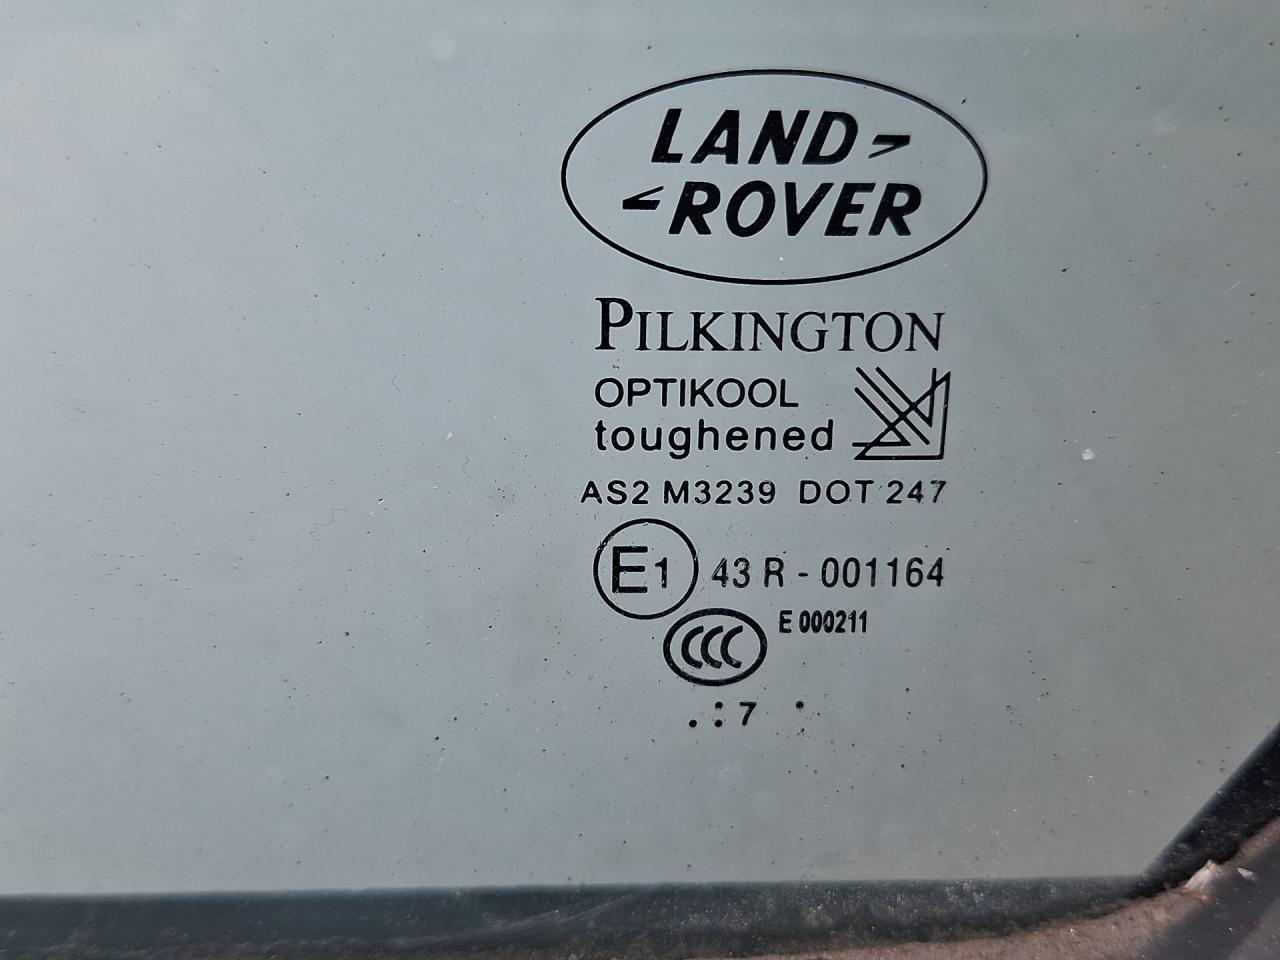 LAND
ROVER
PILKINGTON
OPTIKOOL
toughened
AS2 M3239 DOT 247
E1 43 R - 001164
E 000211
CCC
.:7 .